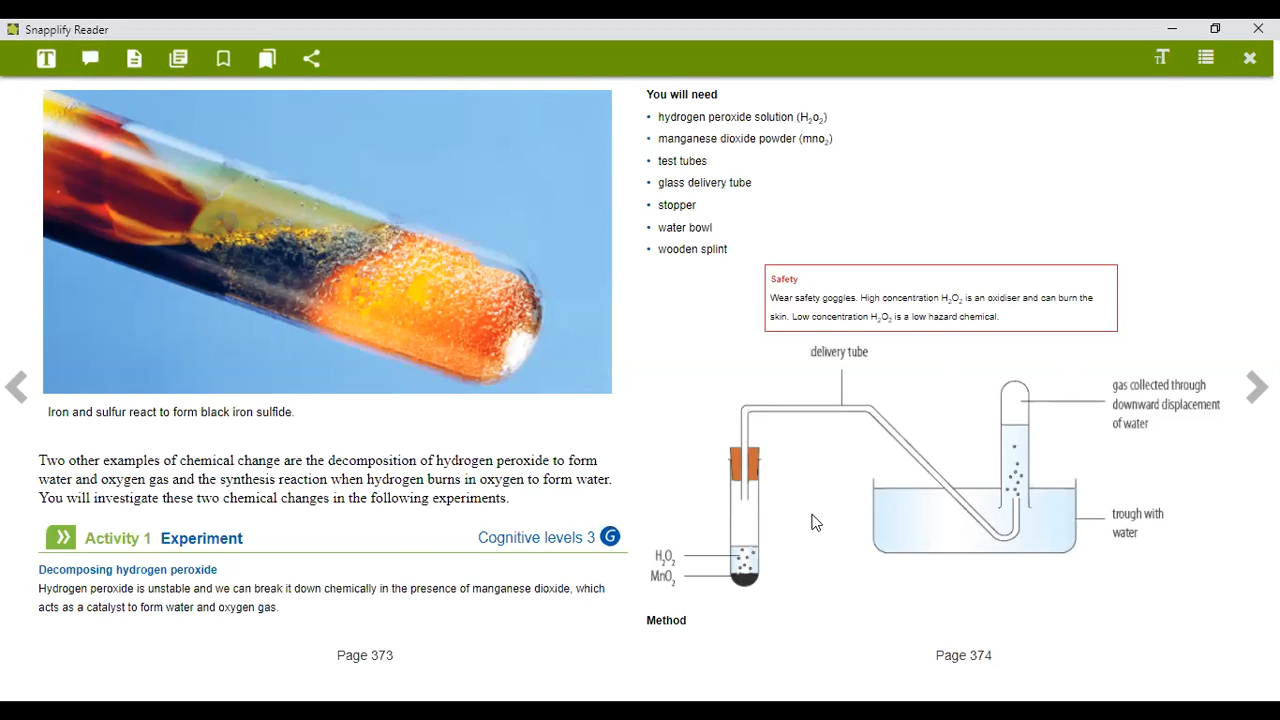 Snapplify Reader
Iron and sulfur react to form black iron sulfide.
Two other examples of chemical change are the decomposition of hydrogen peroxide to form
water and oxygen gas and the synthesis reaction when hydrogen burns in oxygen to form water.
You will investigate these two chemical changes in the following experiments.
Activity 1 Experiment
Cognitive levels 3 G
Decomposing hydrogen peroxide
Hydrogen peroxide is unstable and we can break it down chemically in the presence of manganese dioxide, which
acts as a catalyst to form water and oxygen gas.
Page 373
You will need
• hydrogen peroxide solution (H₂o₂)
• manganese dioxide powder (mno₂)
• test tubes
• glass delivery tube
• stopper
• water bowl
• wooden splint
Safety
Wear safety goggles. High concentration H₂O₂ is an oxidiser and can burn the
skin. Low concentration H₂O₂ is a low hazard chemical.
delivery tube
gas collected through
downward displacement
of water
trough with
water
H₂O₂
MnO₂
Method
Page 374